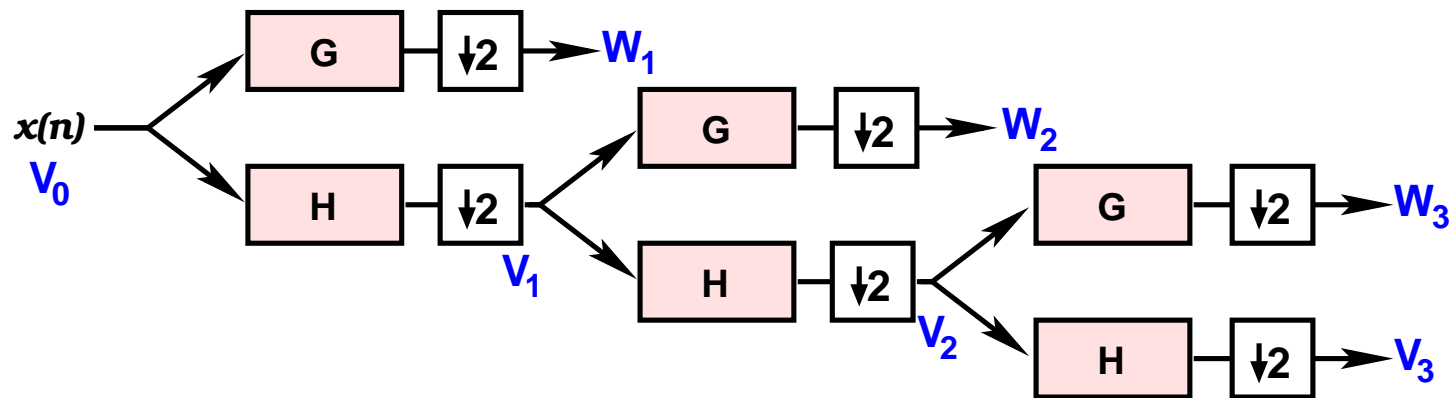 G ↓2 W₁
x(n) G ↓2 W₂
V₀ H ↓2 G ↓2 W₃
V₁ H ↓2
V₂ H ↓2 V₃